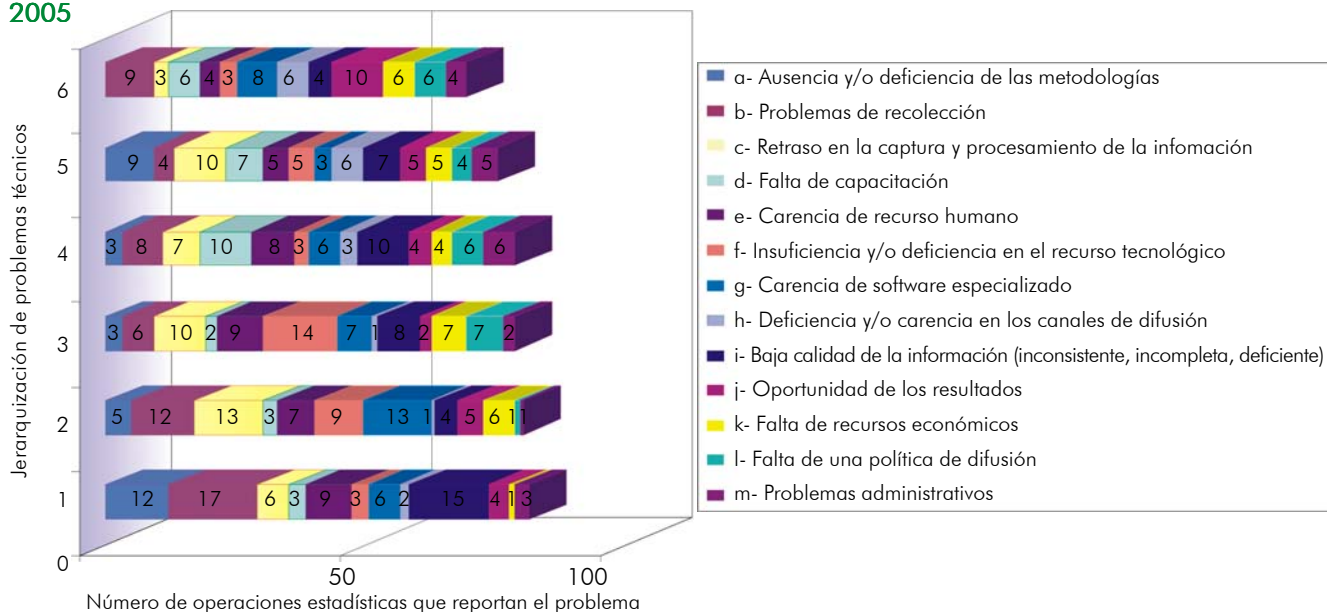 2005
Jerarquización de problemas técnicos
6
9 3 6 4 3 8 6 4 10 6 6 4
5
9 4 10 7 5 5 3 6 7 5 5 4 5
4
3 8 7 10 8 3 6 3 10 4 4 6 6
3
3 6 10 2 9 14 7 1 8 2 7 7 2
2
5 12 13 3 7 9 13 1 4 5 6 1 1
1
12 17 6 3 9 3 6 2 15 4 1 3
0
50
100
Número de operaciones estadísticas que reportan el problema
a- Ausencia y/o deficiencia de las metodologías
b- Problemas de recolección
c- Retraso en la captura y procesamiento de la infomación
d- Falta de capacitación
e- Carencia de recurso humano
f- Insuficiencia y/o deficiencia en el recurso tecnológico
g- Carencia de software especializado
h- Deficiencia y/o carencia en los canales de difusión
i- Baja calidad de la información (inconsistente, incompleta, deficiente)
j- Oportunidad de los resultados
k- Falta de recursos económicos
l- Falta de una política de difusión
m- Problemas administrativos